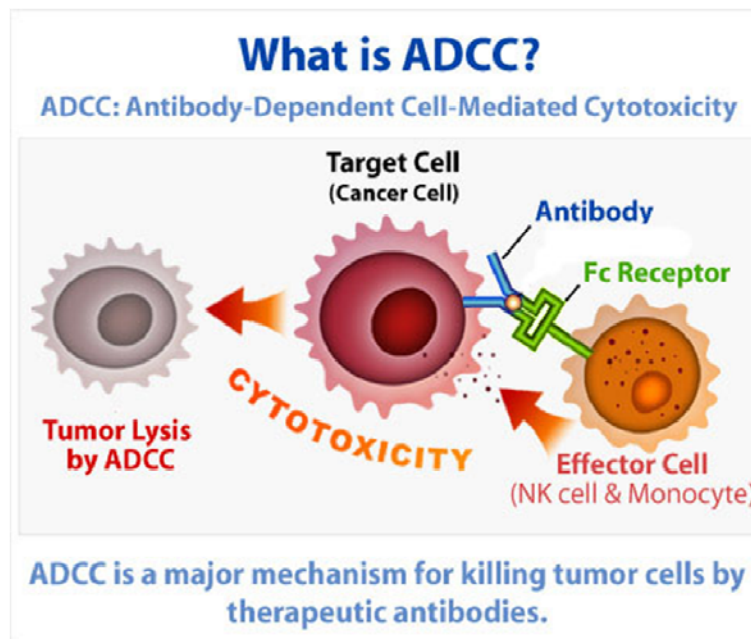 What is ADCC?
ADCC: Antibody-Dependent Cell-Mediated Cytotoxicity
Target Cell
(Cancer Cell)
Antibody
Fc Receptor
CYTOTOXICITY
Tumor Lysis
by ADCC
Effector Cell
(NK cell & Monocyte)
ADCC is a major mechanism for killing tumor cells by
therapeutic antibodies.